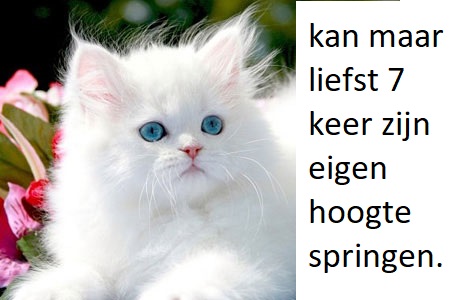 kan maar
liefst 7
keer zijn
eigen
hoogte
springen.